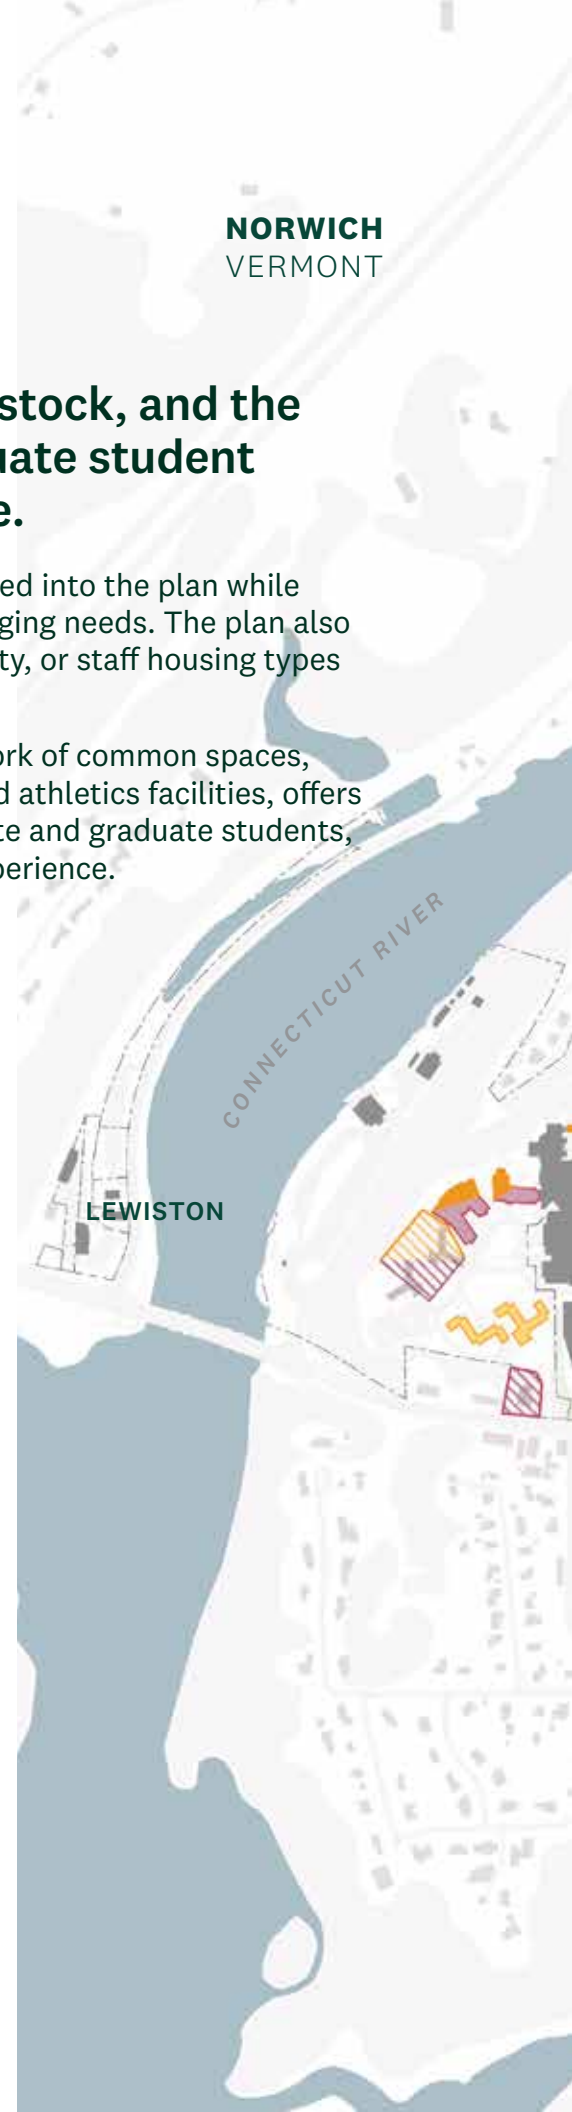 NORWICH
VERMONT
stock, and the
uate student
e.
ed into the plan while
ging needs. The plan also
ty, or staff housing types
ork of common spaces,
d athletics facilities, offers
te and graduate students,
perience.
CONNECTICUT RIVER
LEWISTON